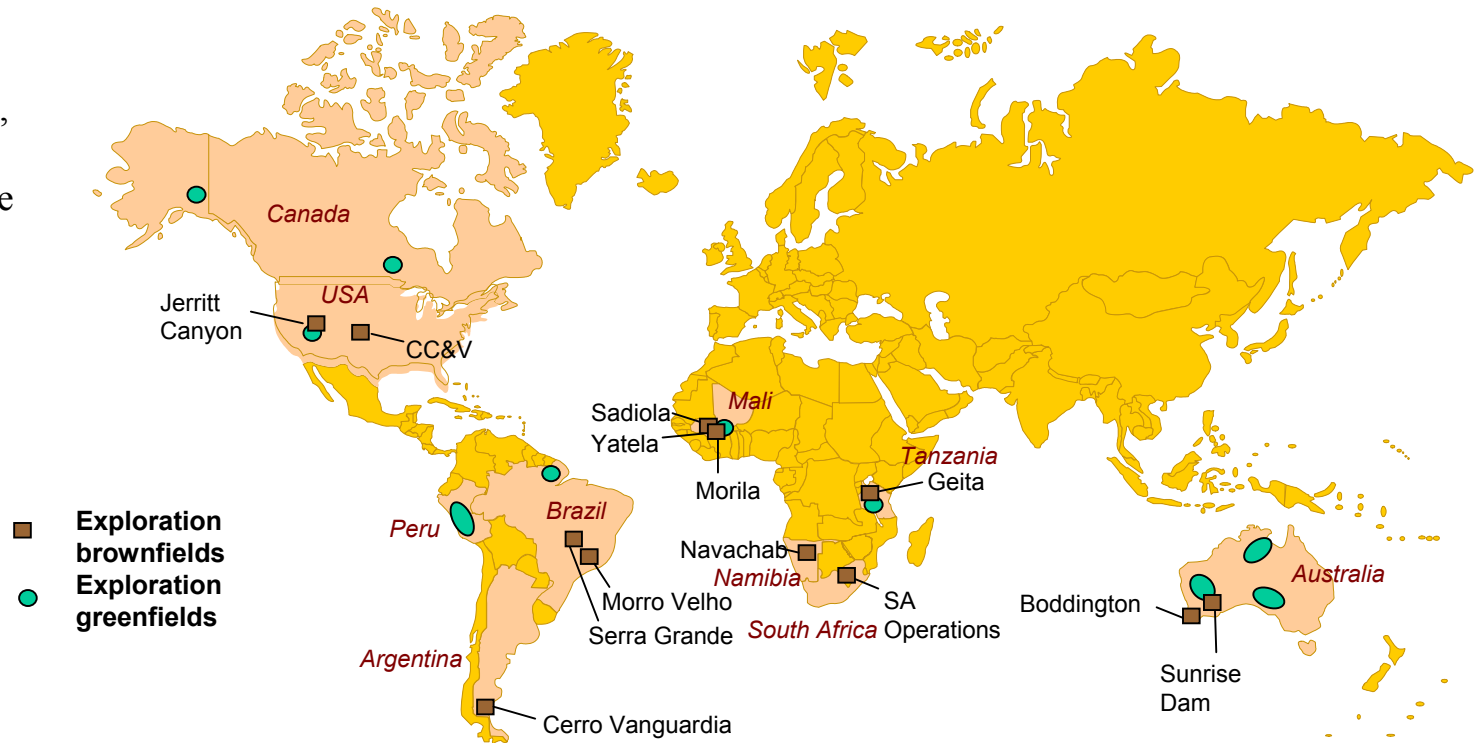 ,
e
Canada
USA
Jerritt
Canyon
CC&V
Mali
Sadiola
Yatela
Morila
Tanzania
Geita
Peru
Brazil
Exploration
brownfields
Exploration
greenfields
Navachab
Namibia
Morro Velho
Serra Grande
South Africa
SA
Operations
Australia
Boddington
Sunrise
Dam
Argentina
Cerro Vanguardia